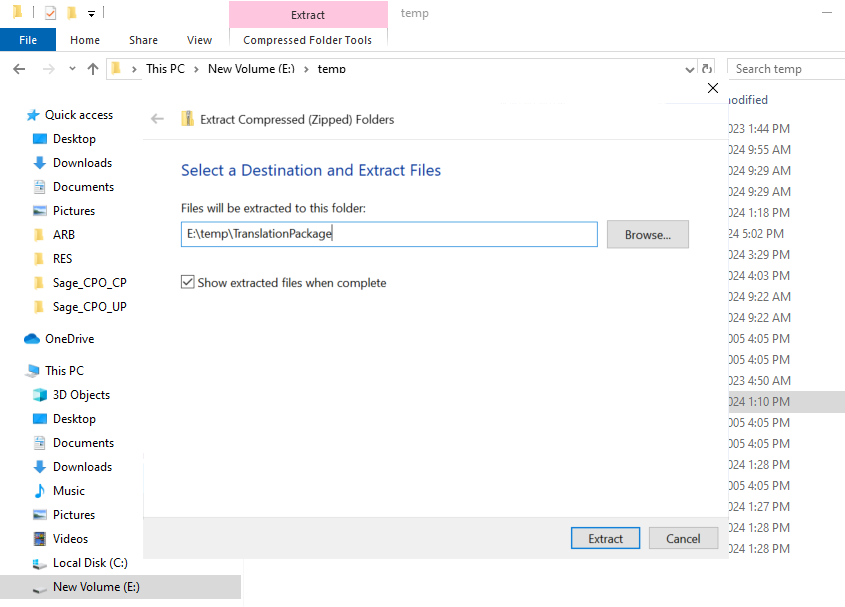 Extract
temp
File
Home
Share
View
Compressed Folder Tools
This PC
New Volume (E:)
temp
Search temp
Extract Compressed (Zipped) Folders
Select a Destination and Extract Files
Files will be extracted to this folder:
E:\temp\TranslationPackage
Browse...
Show extracted files when complete
Extract
Cancel
Quick access
Desktop
Downloads
Documents
Pictures
ARB
RES
Sage_CPO_CP
Sage_CPO_UP
OneDrive
This PC
3D Objects
Desktop
Documents
Downloads
Music
Pictures
Videos
Local Disk (C:)
New Volume (E:)
odified
023 1:44 PM
024 9:55 AM
024 9:29 AM
024 9:29 AM
024 1:18 PM
24 5:02 PM
024 3:29 PM
024 4:03 PM
024 9:22 AM
024 9:22 AM
005 4:05 PM
005 4:05 PM
023 4:50 AM
024 1:10 PM
005 4:05 PM
005 4:05 PM
024 1:28 PM
005 4:05 PM
024 1:27 PM
024 1:28 PM
024 1:28 PM